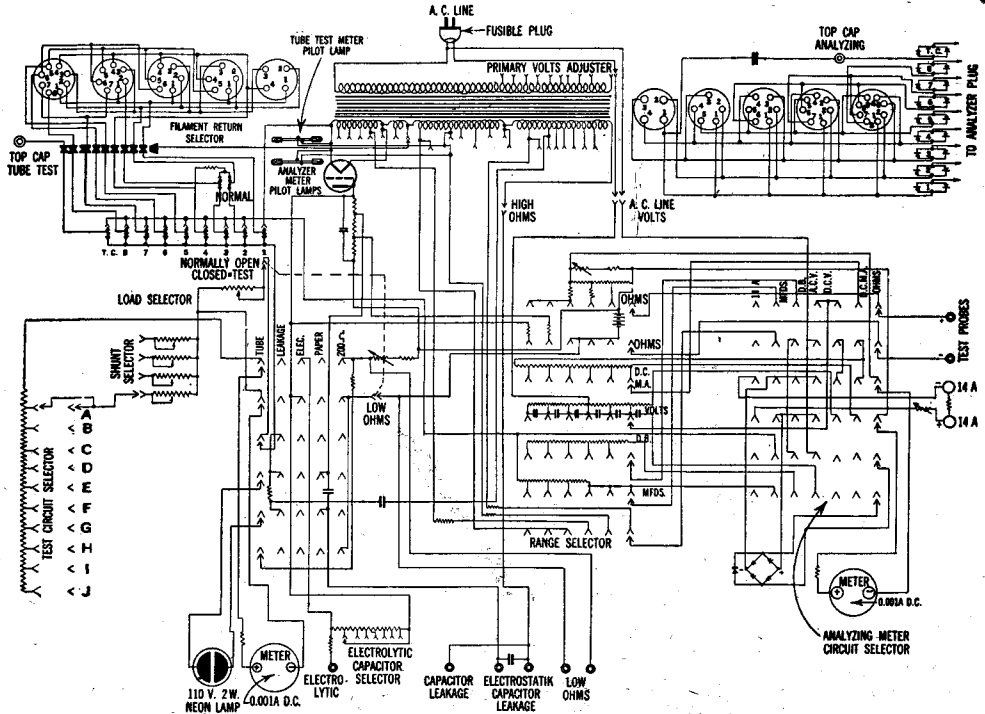 A. C. LINE
FUSIBLE PLUG
TUBE TEST METER
PILOT LAMP
PRIMARY VOLTS ADJUSTER
TOP CAP
ANALYZING
T. C.
TO ANALYZER PLUG
FILAMENT RETURN
SELECTOR
TOP CAP
TUBE TEST
ANALYZER
METER
PILOT LAMPS
NORMAL
HIGH
OHMS
A. C. LINE
VOLTS
T. C. 8 7 6 5 4 3 2 1
NORMALLY OPEN
CLOSED=TEST
LOAD SELECTOR
SHUNT
SELECTOR
TUBE
LEAKAGE
ELEC.
PAPER
200Ω
LOW
OHMS
OHMS
OHMS
D.C.
M.A.
VOLTS
D.B.
MFDS.
RANGE SELECTOR
14 A
MFDS.
D.B.
A.C.V.
D.C.V.
D.C.M.A.
OHMS
TEST PROBES
+
-
14 A
14 A
TEST CIRCUIT SELECTOR
A
B
C
D
E
F
G
H
I
J
METER
0.001A D.C.
ANALYZING METER
CIRCUIT SELECTOR
110 V. 2 W.
NEON LAMP
METER
0.001A D.C.
ELECTROLYTIC
CAPACITOR
SELECTOR
ELECTRO-
LYTIC
CAPACITOR
LEAKAGE
ELECTROSTATIK
CAPACITOR
LEAKAGE
LOW
OHMS